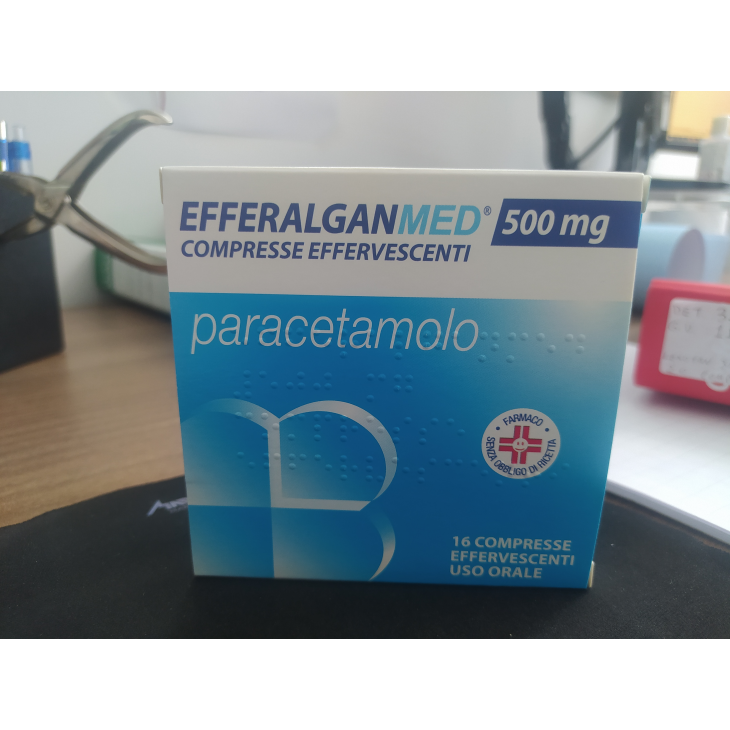 EFFERALGANMED® 500 mg
COMPRESSE EFFERVESCENTI
paracetamolo
FARMACO
SENZA OBBLIGO DI RICETTA
16 COMPRESSE
EFFERVESCENTI
USO ORALE